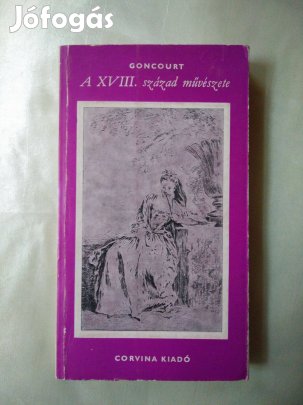 Jófogás
GONCOURT
A XVIII. század művészete
CORVINA KIADÓ